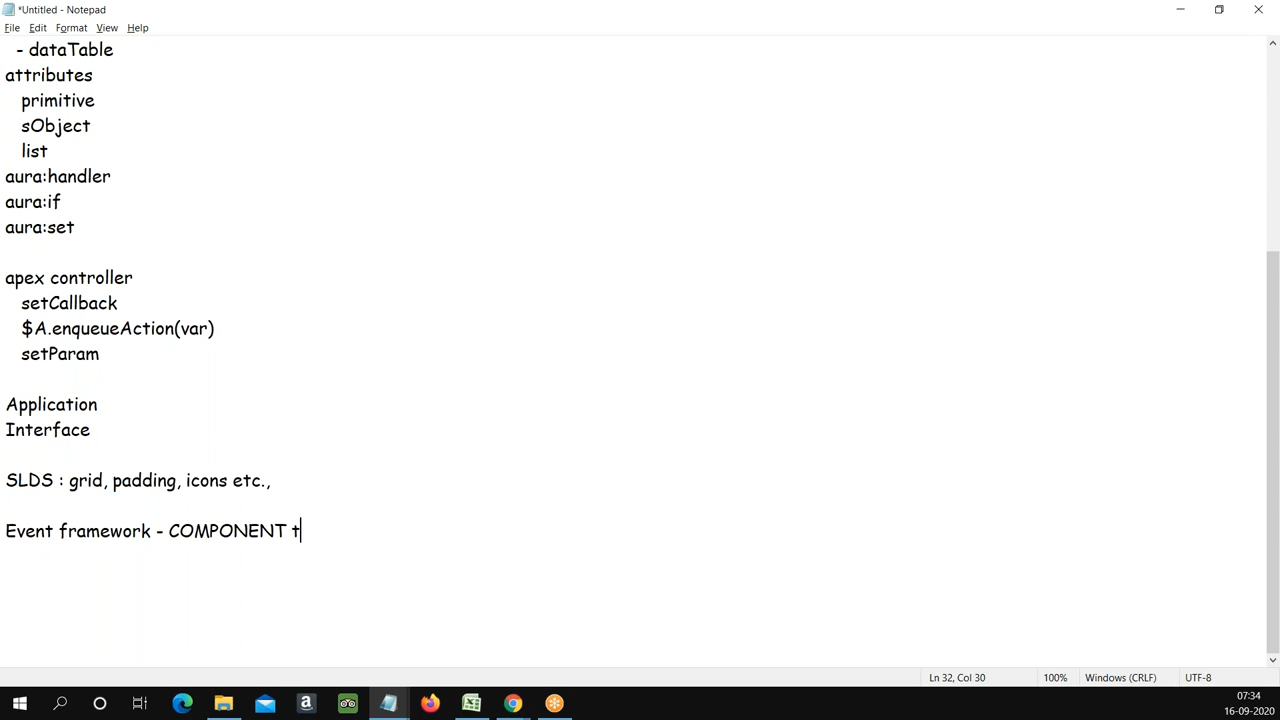 *Untitled - Notepad
File Edit Format View Help
- dataTable
attributes
primitive
sObject
list
aura:handler
aura:if
aura:set
apex controller
setCallback
$A.enqueueAction(var)
setParam
Application
Interface
SLDS : grid, padding, icons etc.,
Event framework - COMPONENT t
Ln 32, Col 30 100% Windows (CRLF) UTF-8
07:34
16-09-2020